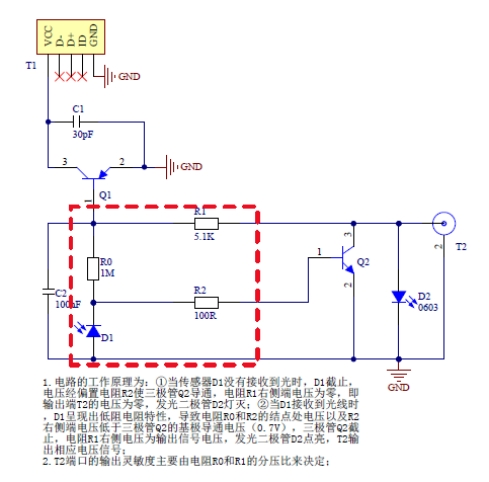 VCC
D-
D+
ID
GND
T1
GND
C1
30pF
3
2
GND
1
Q1
R1
5.1K
3
R0
1M
1
Q2
2
T2
R2
100R
2
C2
100nF
D1
D2
0603
GND
1.电路的工作原理为：①当传感器D1没有接收到光时，D1截止，
电压经偏置电阻R2使三极管Q2导通，电阻R1右侧端电压为零，即
输出端T2的电压为零，发光二极管D2灯灭；②当D1接收到光线时
，D1呈现出低阻电阻特性，导致电阻R0和R2的结点处电压以及R2
右侧端电压低于三极管Q2的基极导通电压（0.7V），三极管Q2截
止，电阻R1右侧电压为输出信号电压，发光二极管D2点亮，T2输
出相应电压信号；
2.T2端口的输出灵敏度主要由电阻R0和R1的分压比来决定；